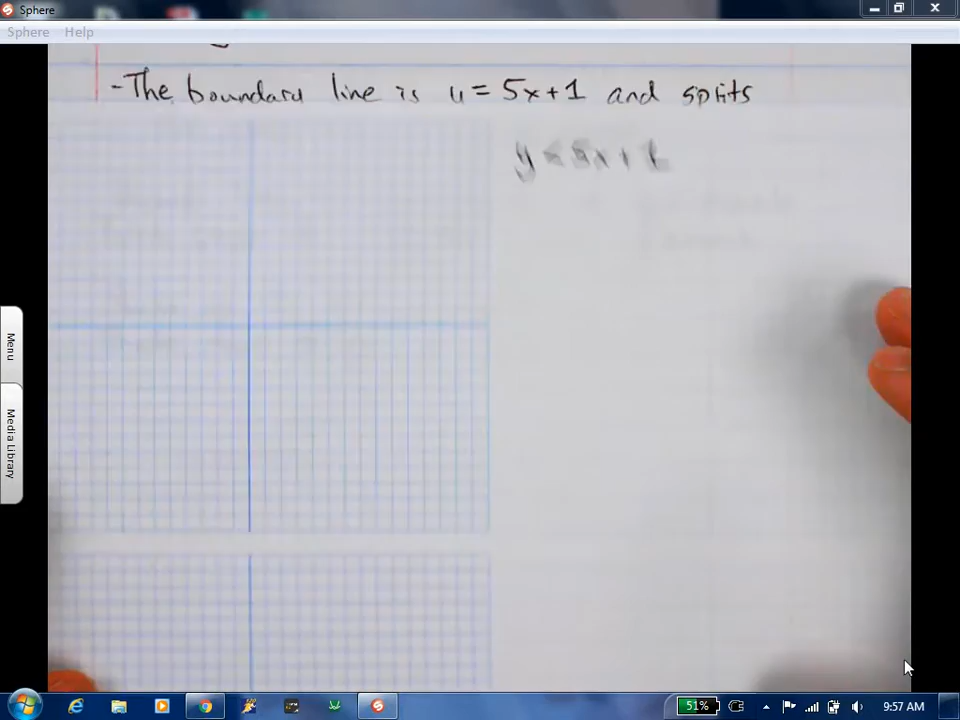 Sphere
Sphere Help
-The boundary line is y = 5x+1 and splits
Menu
Media Library
51%
9:57 AM